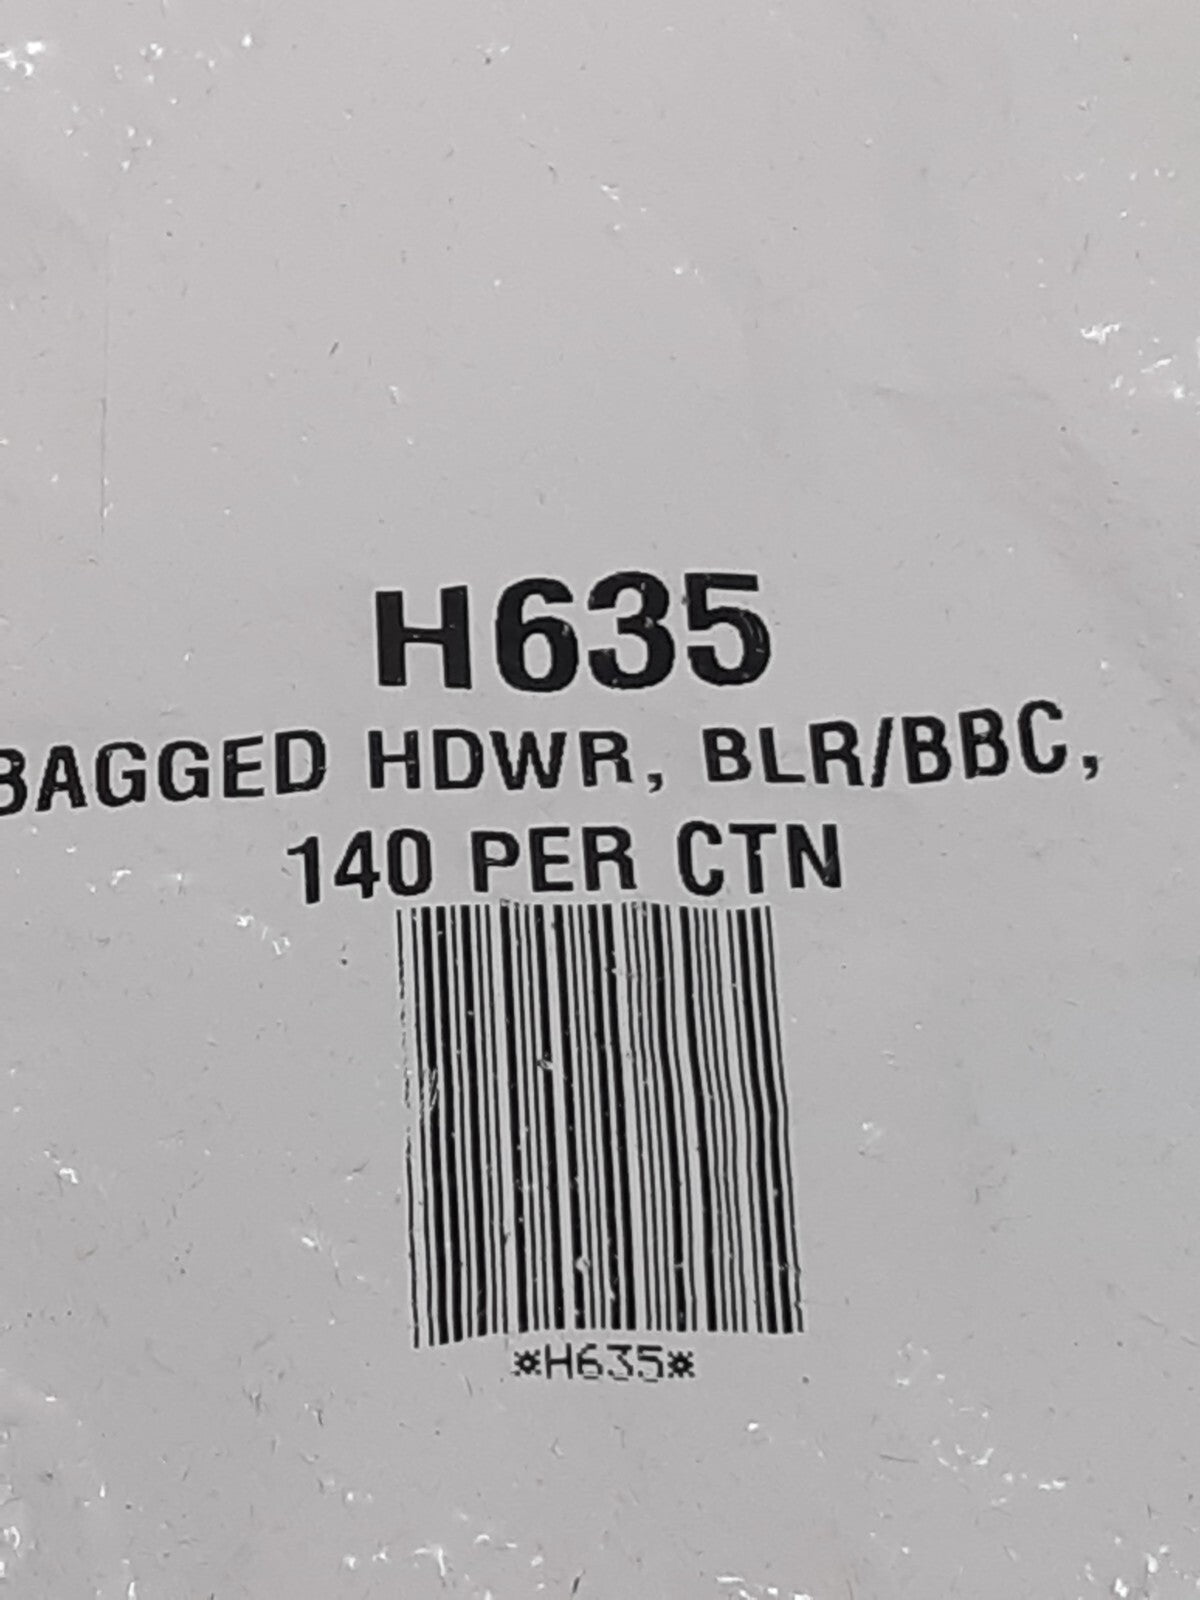 H635
BAGGED HDWR, BLR/BBC,
140 PER CTN
*H635*